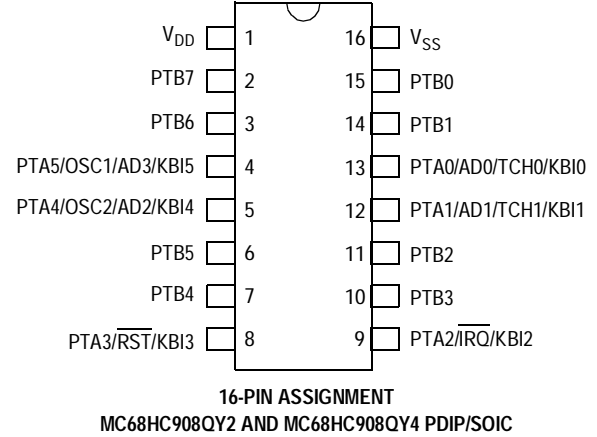 V_DD 1 16 V_SS
PTB7 2 15 PTB0
PTB6 3 14 PTB1
PTA5/OSC1/AD3/KBI5 4 13 PTA0/AD0/TCH0/KBI0
PTA4/OSC2/AD2/KBI4 5 12 PTA1/AD1/TCH1/KBI1
PTB5 6 11 PTB2
PTB4 7 10 PTB3
PTA3/R̅S̅T̅/KBI3 8 9 PTA2/I̅R̅Q̅/KBI2
16-PIN ASSIGNMENT
MC68HC908QY2 AND MC68HC908QY4 PDIP/SOIC